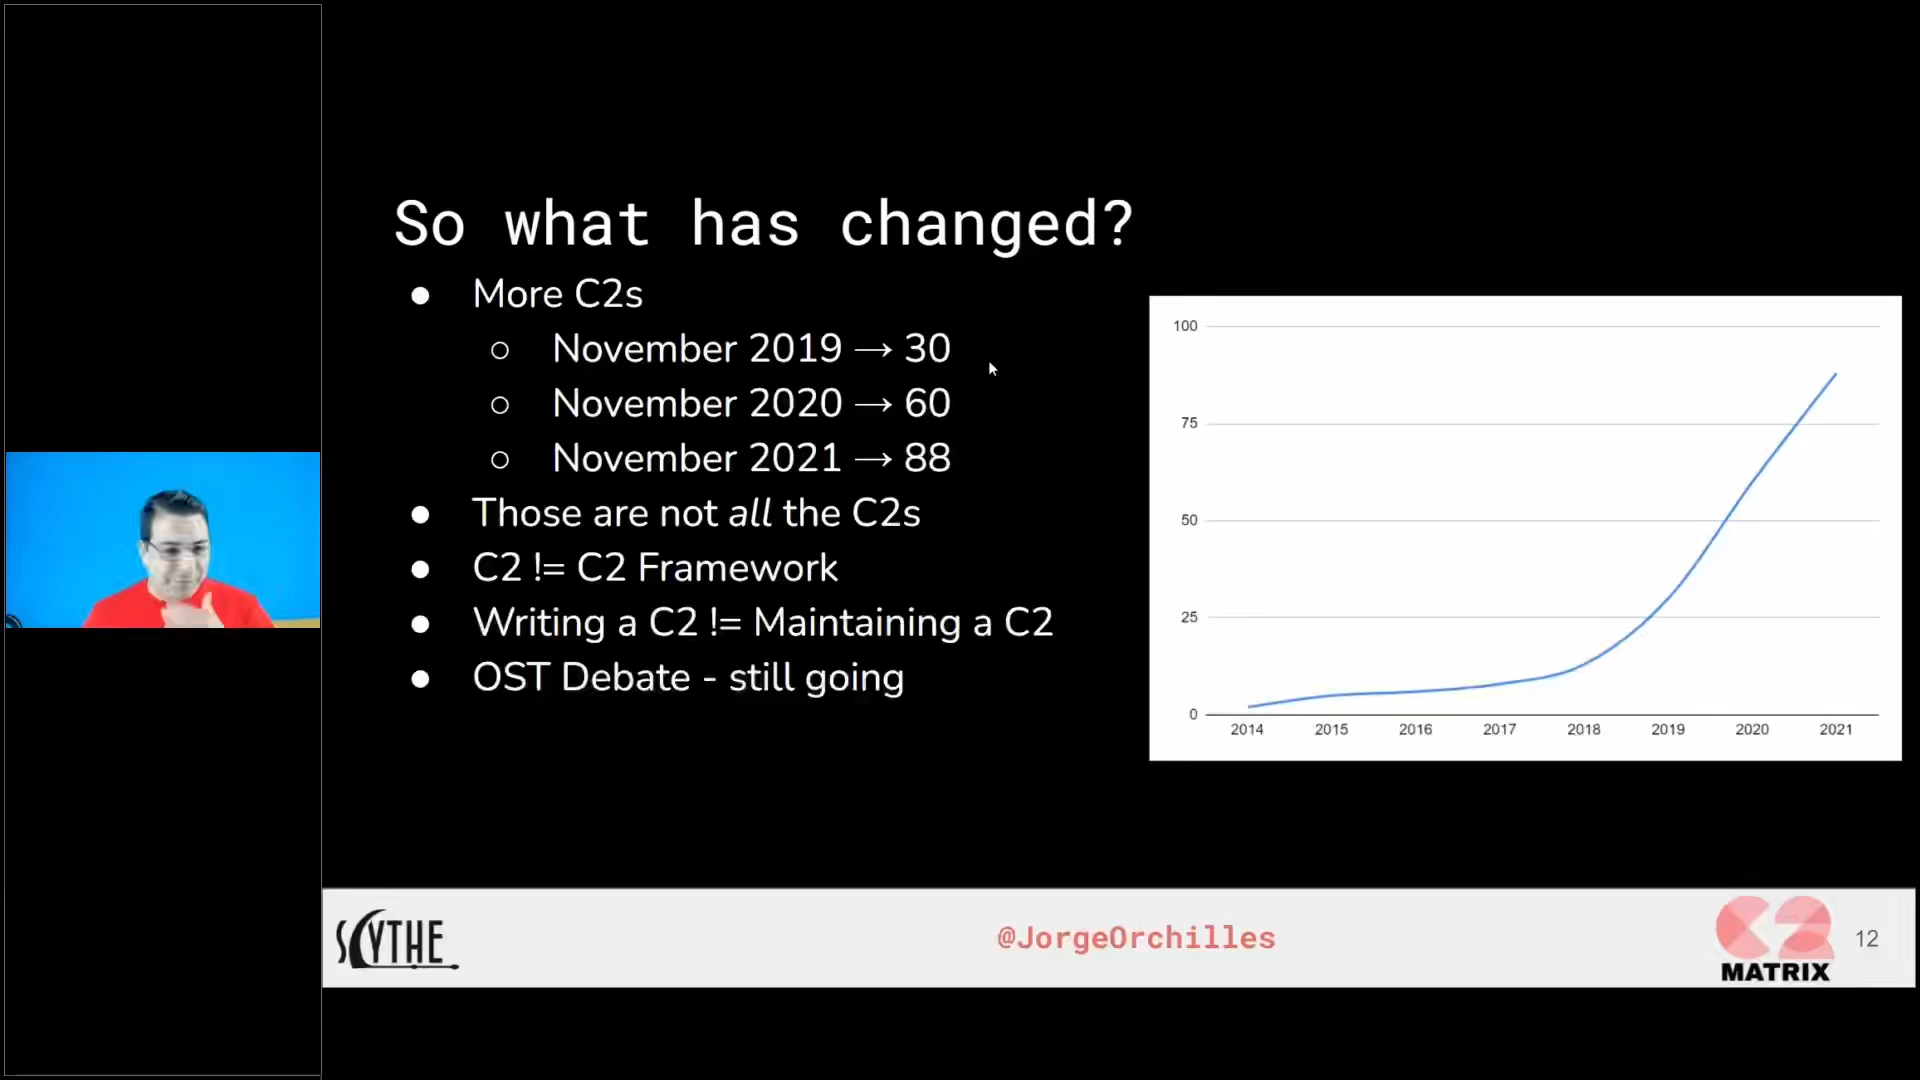 So what has changed?
● More C2s
○ November 2019 → 30
○ November 2020 → 60
○ November 2021 → 88
● Those are not all the C2s
● C2 != C2 Framework
● Writing a C2 != Maintaining a C2
● OST Debate - still going
100
75
50
25
0
2014 2015 2016 2017 2018 2019 2020 2021
SCYTHE
@JorgeOrchilles
C2
MATRIX
12